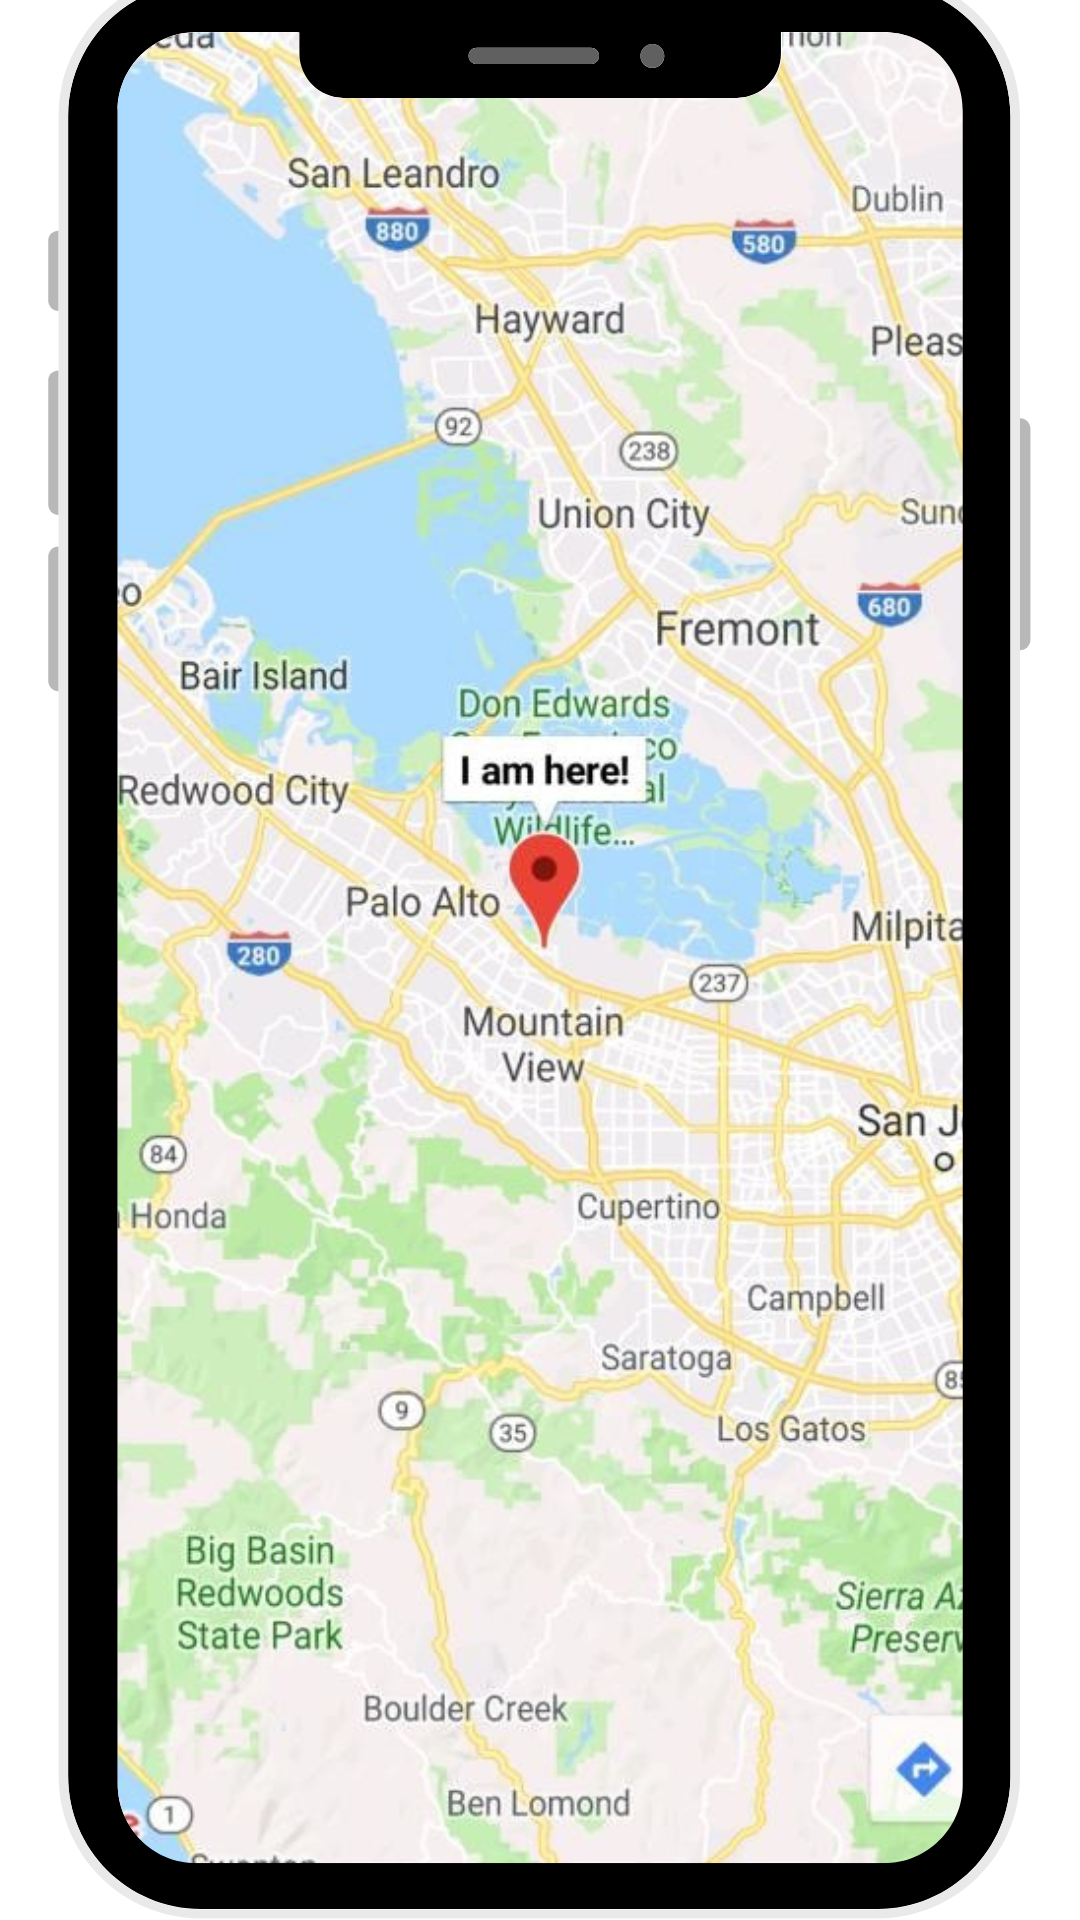 eda
San Leandro
Dublin
880
580
Hayward
Pleas
92
238
Union City
Sun
680
Fremont
Bair Island
Don Edwards
I am here!
Redwood City
Wildlife...
Palo Alto
Milpita
280
237
Mountain
View
San J
84
Honda
Cupertino
Campbell
Saratoga
9
35
Los Gatos
Big Basin
Redwoods
State Park
Sierra A
Preserv
Boulder Creek
1
Ben Lomond